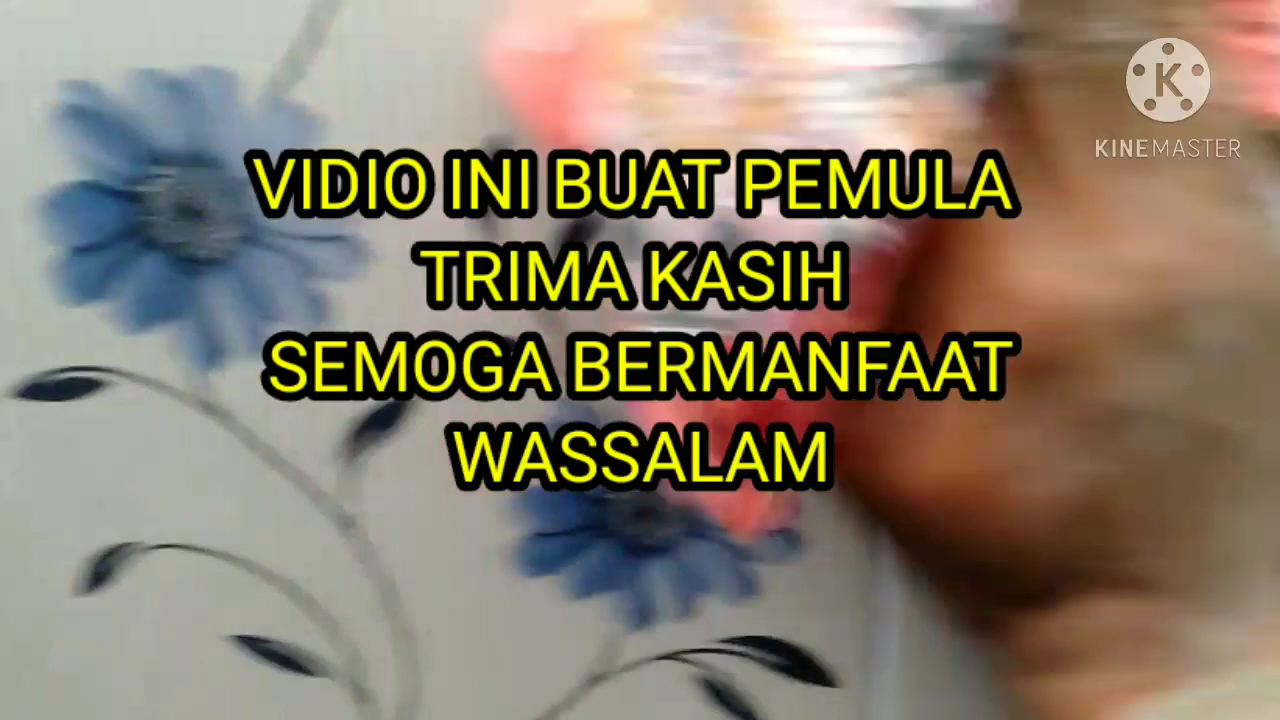 KINEMASTER
VIDIO INI BUAT PEMULA
TRIMA KASIH
SEMOGA BERMANFAAT
WASSALAM